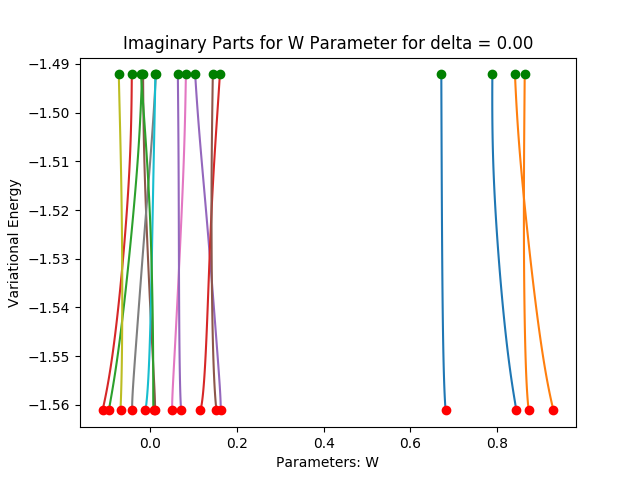 Imaginary Parts for W Parameter for delta = 0.00
−1.49
−1.50
−1.51
−1.52
−1.53
−1.54
−1.55
−1.56
Variational Energy
0.0 0.2 0.4 0.6 0.8
Parameters: W